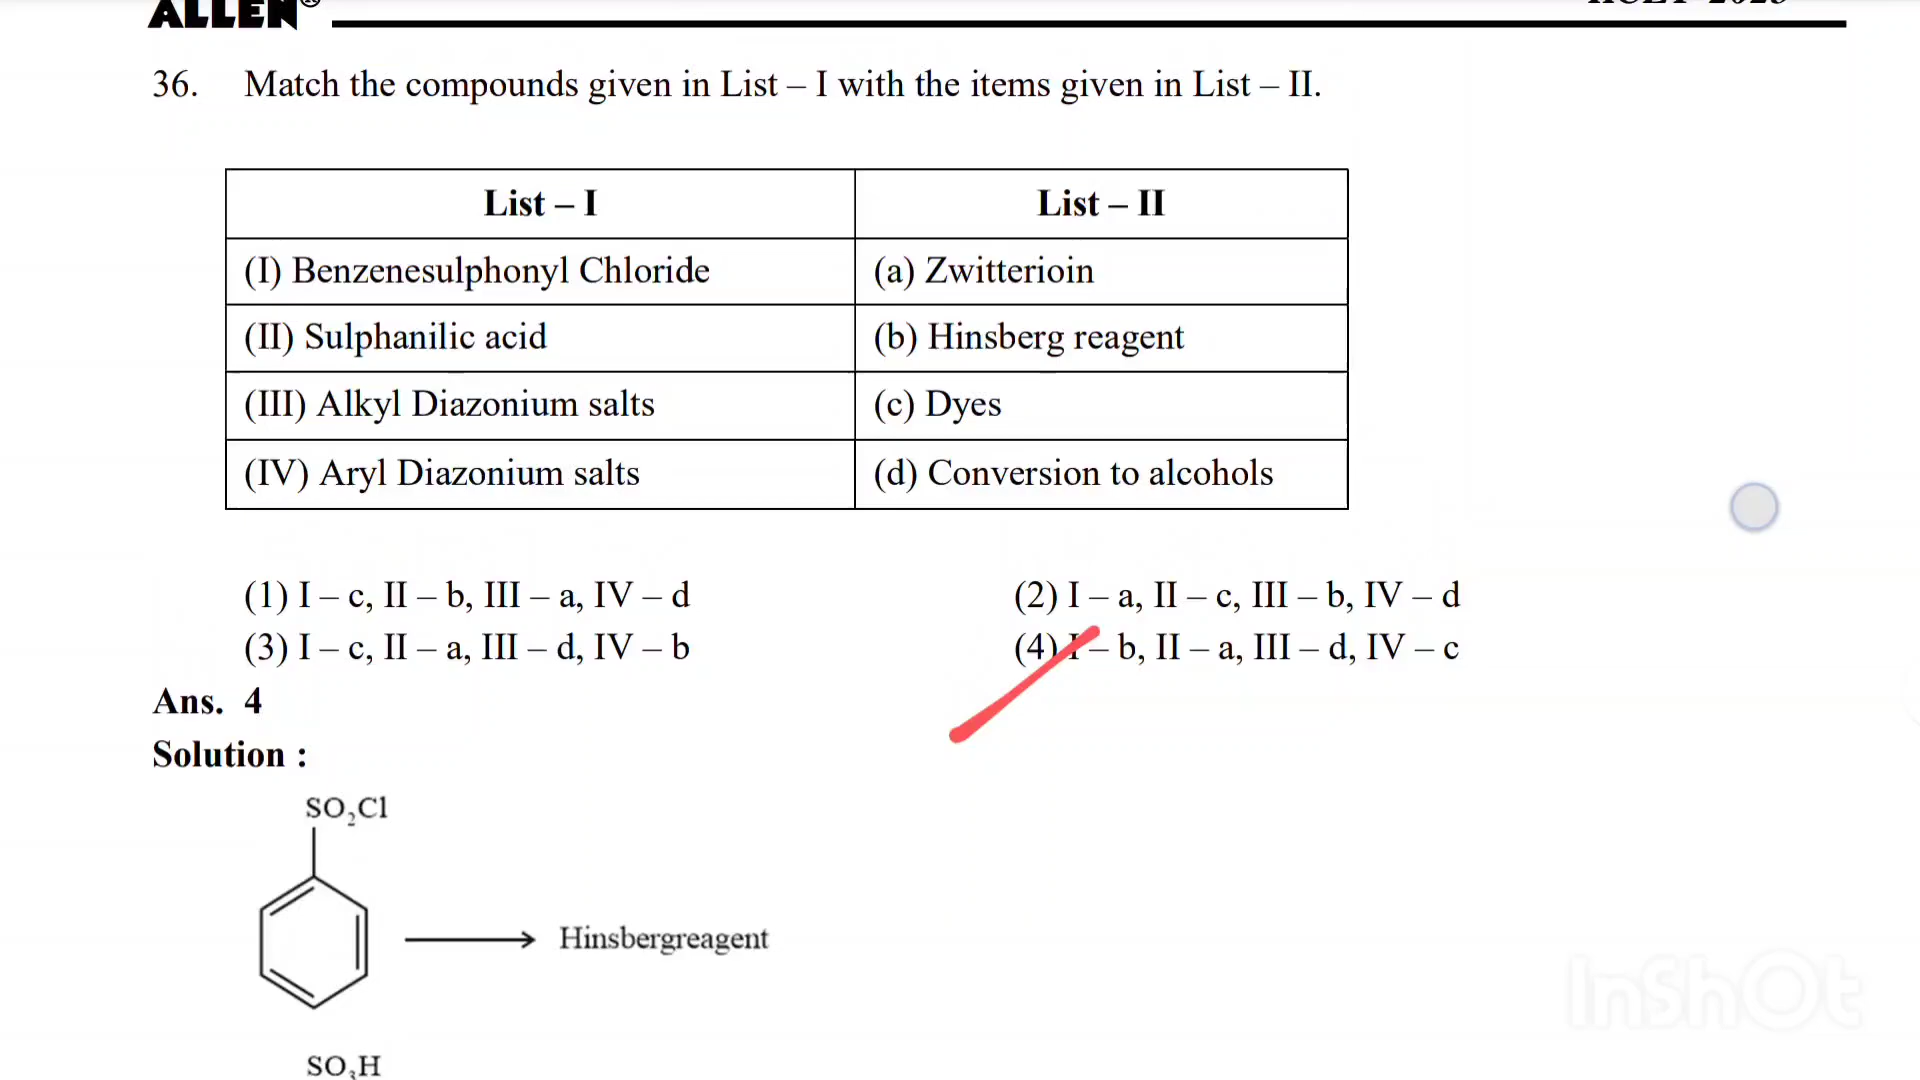 ALLEN®
36. Match the compounds given in List – I with the items given in List – II.
List – I
List – II
(I) Benzenesulphonyl Chloride
(a) Zwitterioin
(II) Sulphanilic acid
(b) Hinsberg reagent
(III) Alkyl Diazonium salts
(c) Dyes
(IV) Aryl Diazonium salts
(d) Conversion to alcohols
(1) I – c, II – b, III – a, IV – d
(2) I – a, II – c, III – b, IV – d
(3) I – c, II – a, III – d, IV – b
(4) I – b, II – a, III – d, IV – c
Ans. 4
Solution :
SO₂Cl
Hinsbergreagent
SO₃H
InShOt